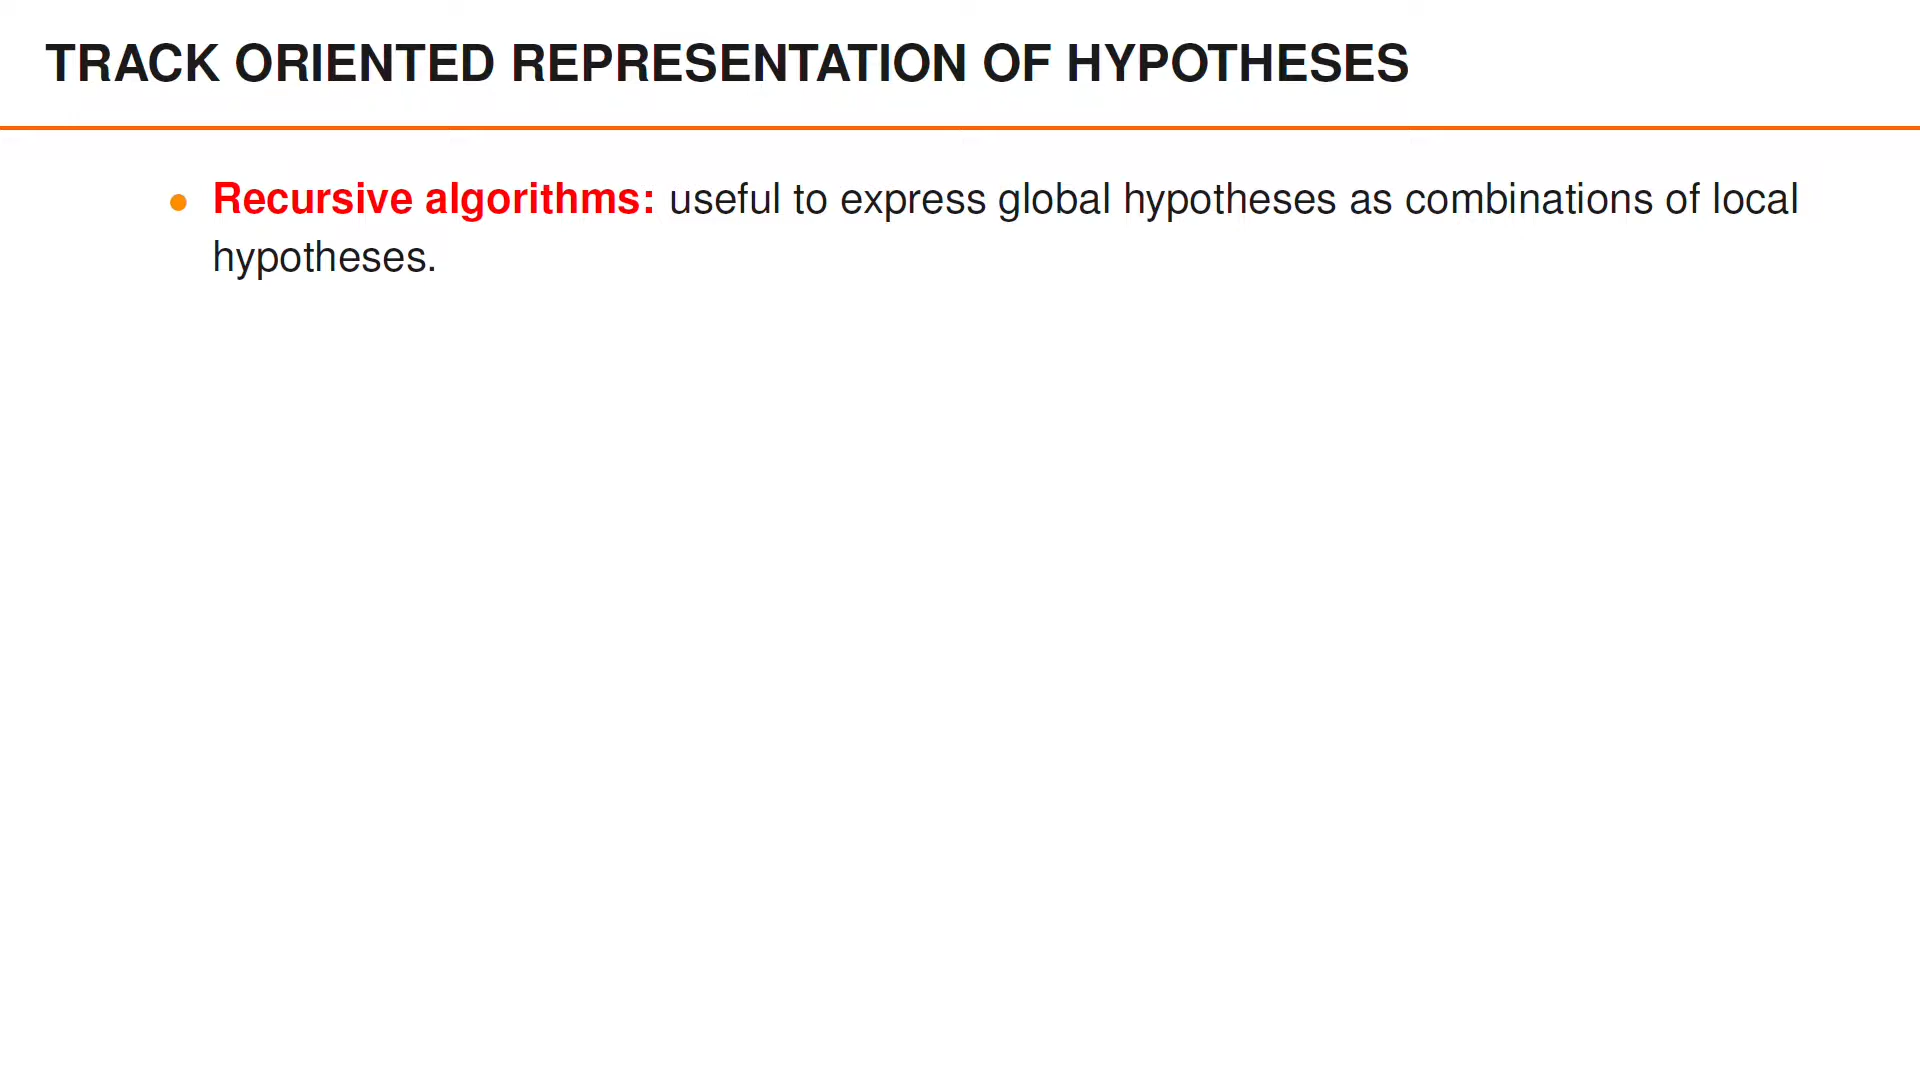 TRACK ORIENTED REPRESENTATION OF HYPOTHESES
Recursive algorithms: useful to express global hypotheses as combinations of local
hypotheses.